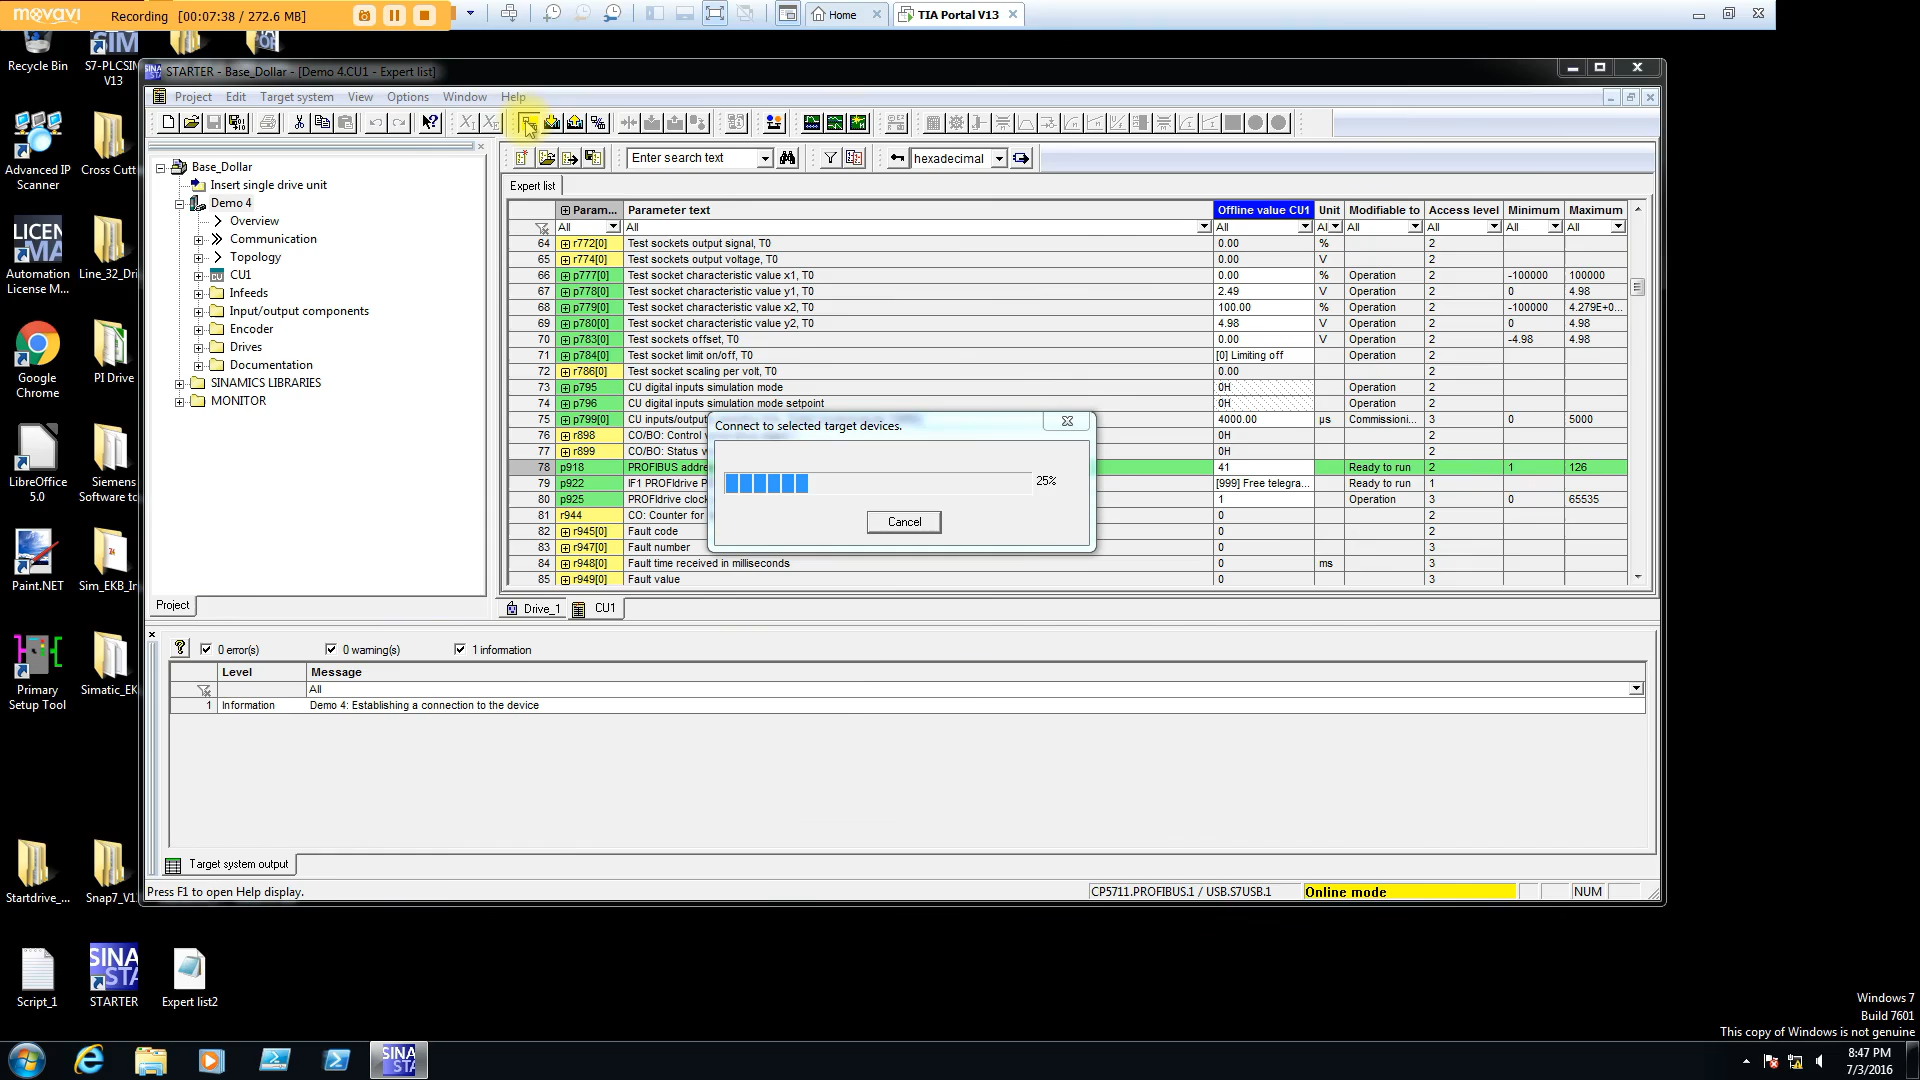 movavi Recording [00:07:38 / 272.6 MB]
Home
TIA Portal V13
Recycle Bin
S7-PLCSIM V13
Advanced IP Scanner
Cross Cutt
Automation License M...
Line_32_Dri
Google Chrome
PI Drive
LibreOffice 5.0
Siemens Software to
Paint.NET
Sim_EKB_In
Primary Setup Tool
Simatic_EK
Startdrive_...
Snap7_V1
Script_1
STARTER
Expert list2
STARTER - Base_Dollar - [Demo 4.CU1 - Expert list]
Project Edit Target system View Options Window Help
Enter search text
hexadecimal
Base_Dollar
Insert single drive unit
Demo 4
Overview
Communication
Topology
CU1
Infeeds
Input/output components
Encoder
Drives
Documentation
SINAMICS LIBRARIES
MONITOR
Project
Expert list
Param... Parameter text Offline value CU1 Unit Modifiable to Access level Minimum Maximum
All All All Al All All All All
64 r772[0] Test sockets output signal, T0 0.00 % 2
65 r774[0] Test sockets output voltage, T0 0.00 V 2
66 p777[0] Test socket characteristic value x1, T0 0.00 % Operation 2 -100000 100000
67 p778[0] Test socket characteristic value y1, T0 2.49 V Operation 2 0 4.98
68 p779[0] Test socket characteristic value x2, T0 100.00 % Operation 2 -100000 4.279E+0...
69 p780[0] Test socket characteristic value y2, T0 4.98 V Operation 2 0 4.98
70 p783[0] Test sockets offset, T0 0.00 V Operation 2 -4.98 4.98
71 p784[0] Test socket limit on/off, T0 [0] Limiting off Operation 2
72 r786[0] Test socket scaling per volt, T0 0.00 2
73 p795 CU digital inputs simulation mode 0H Operation 2
74 p796 CU digital inputs simulation mode setpoint 0H Operation 2
75 p799[0] CU inputs/output 4000.00 µs Commissioni... 3 0 5000
76 r898 CO/BO: Control 0H 2
77 r899 CO/BO: Status 0H 2
78 p918 PROFIBUS addre 41 Ready to run 2 1 126
79 p922 IF1 PROFIdrive P [999] Free telegra... Ready to run 1
80 p925 PROFIdrive clock 1 Operation 3 0 65535
81 r944 CO: Counter for 0 2
82 r945[0] Fault code 0 2
83 r947[0] Fault number 0 3
84 r948[0] Fault time received in milliseconds 0 ms 3
85 r949[0] Fault value 0 3
Connect to selected target devices.
25%
Cancel
Drive_1 CU1
0 error(s) 0 warning(s) 1 information
Level Message
All
1 Information Demo 4: Establishing a connection to the device
Target system output
Press F1 to open Help display.
CP5711.PROFIBUS.1 / USB.S7USB.1 Online mode NUM
Windows 7
Build 7601
This copy of Windows is not genuine
8:47 PM
7/3/2016